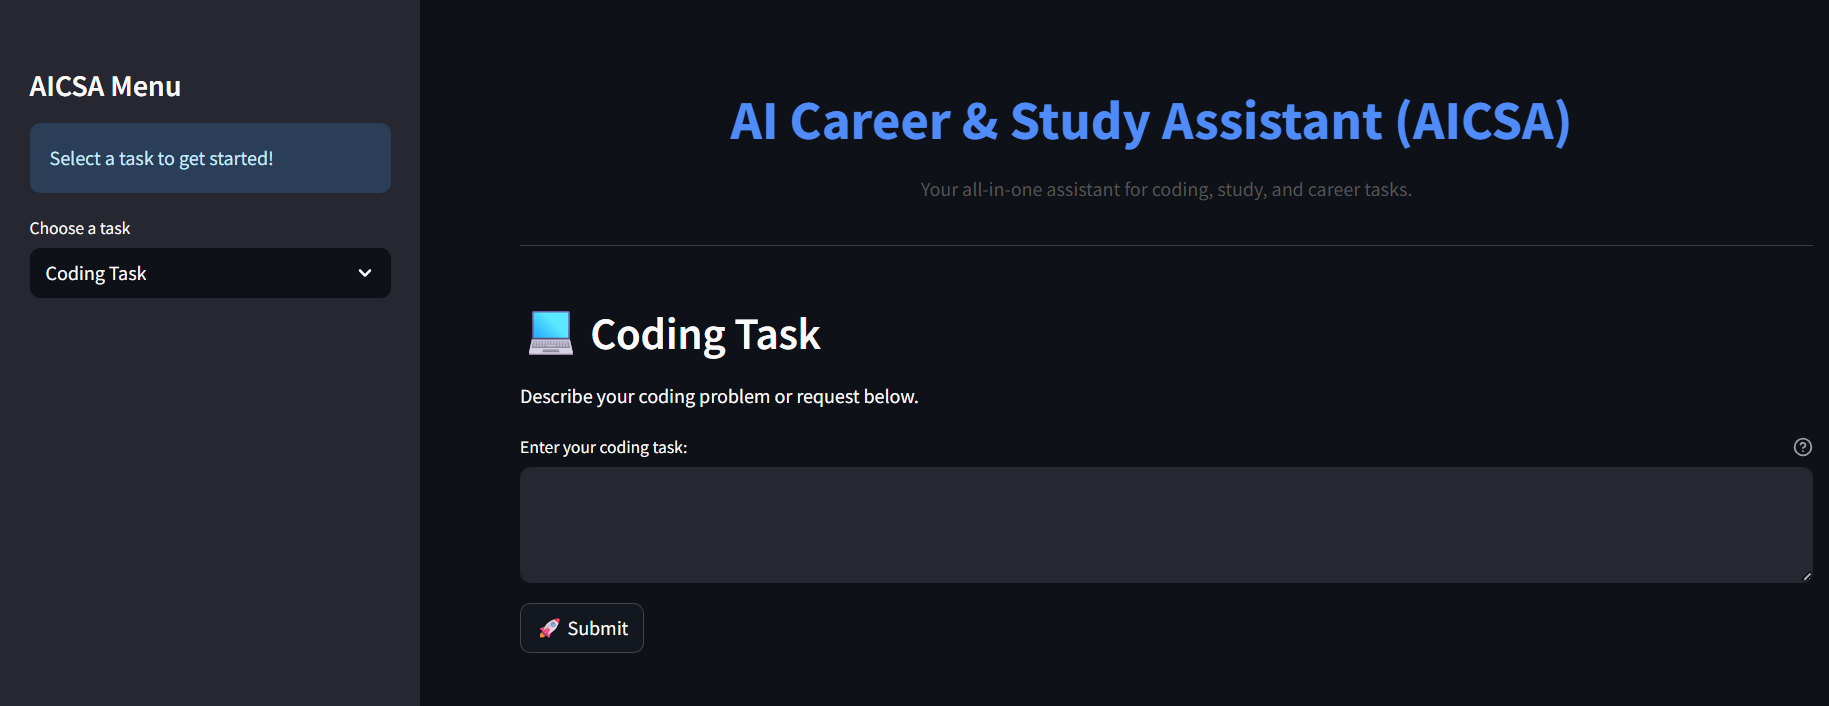 AICSA Menu
Select a task to get started!
Choose a task
Coding Task
AI Career & Study Assistant (AICSA)
Your all-in-one assistant for coding, study, and career tasks.
💻 Coding Task
Describe your coding problem or request below.
Enter your coding task:
🚀 Submit